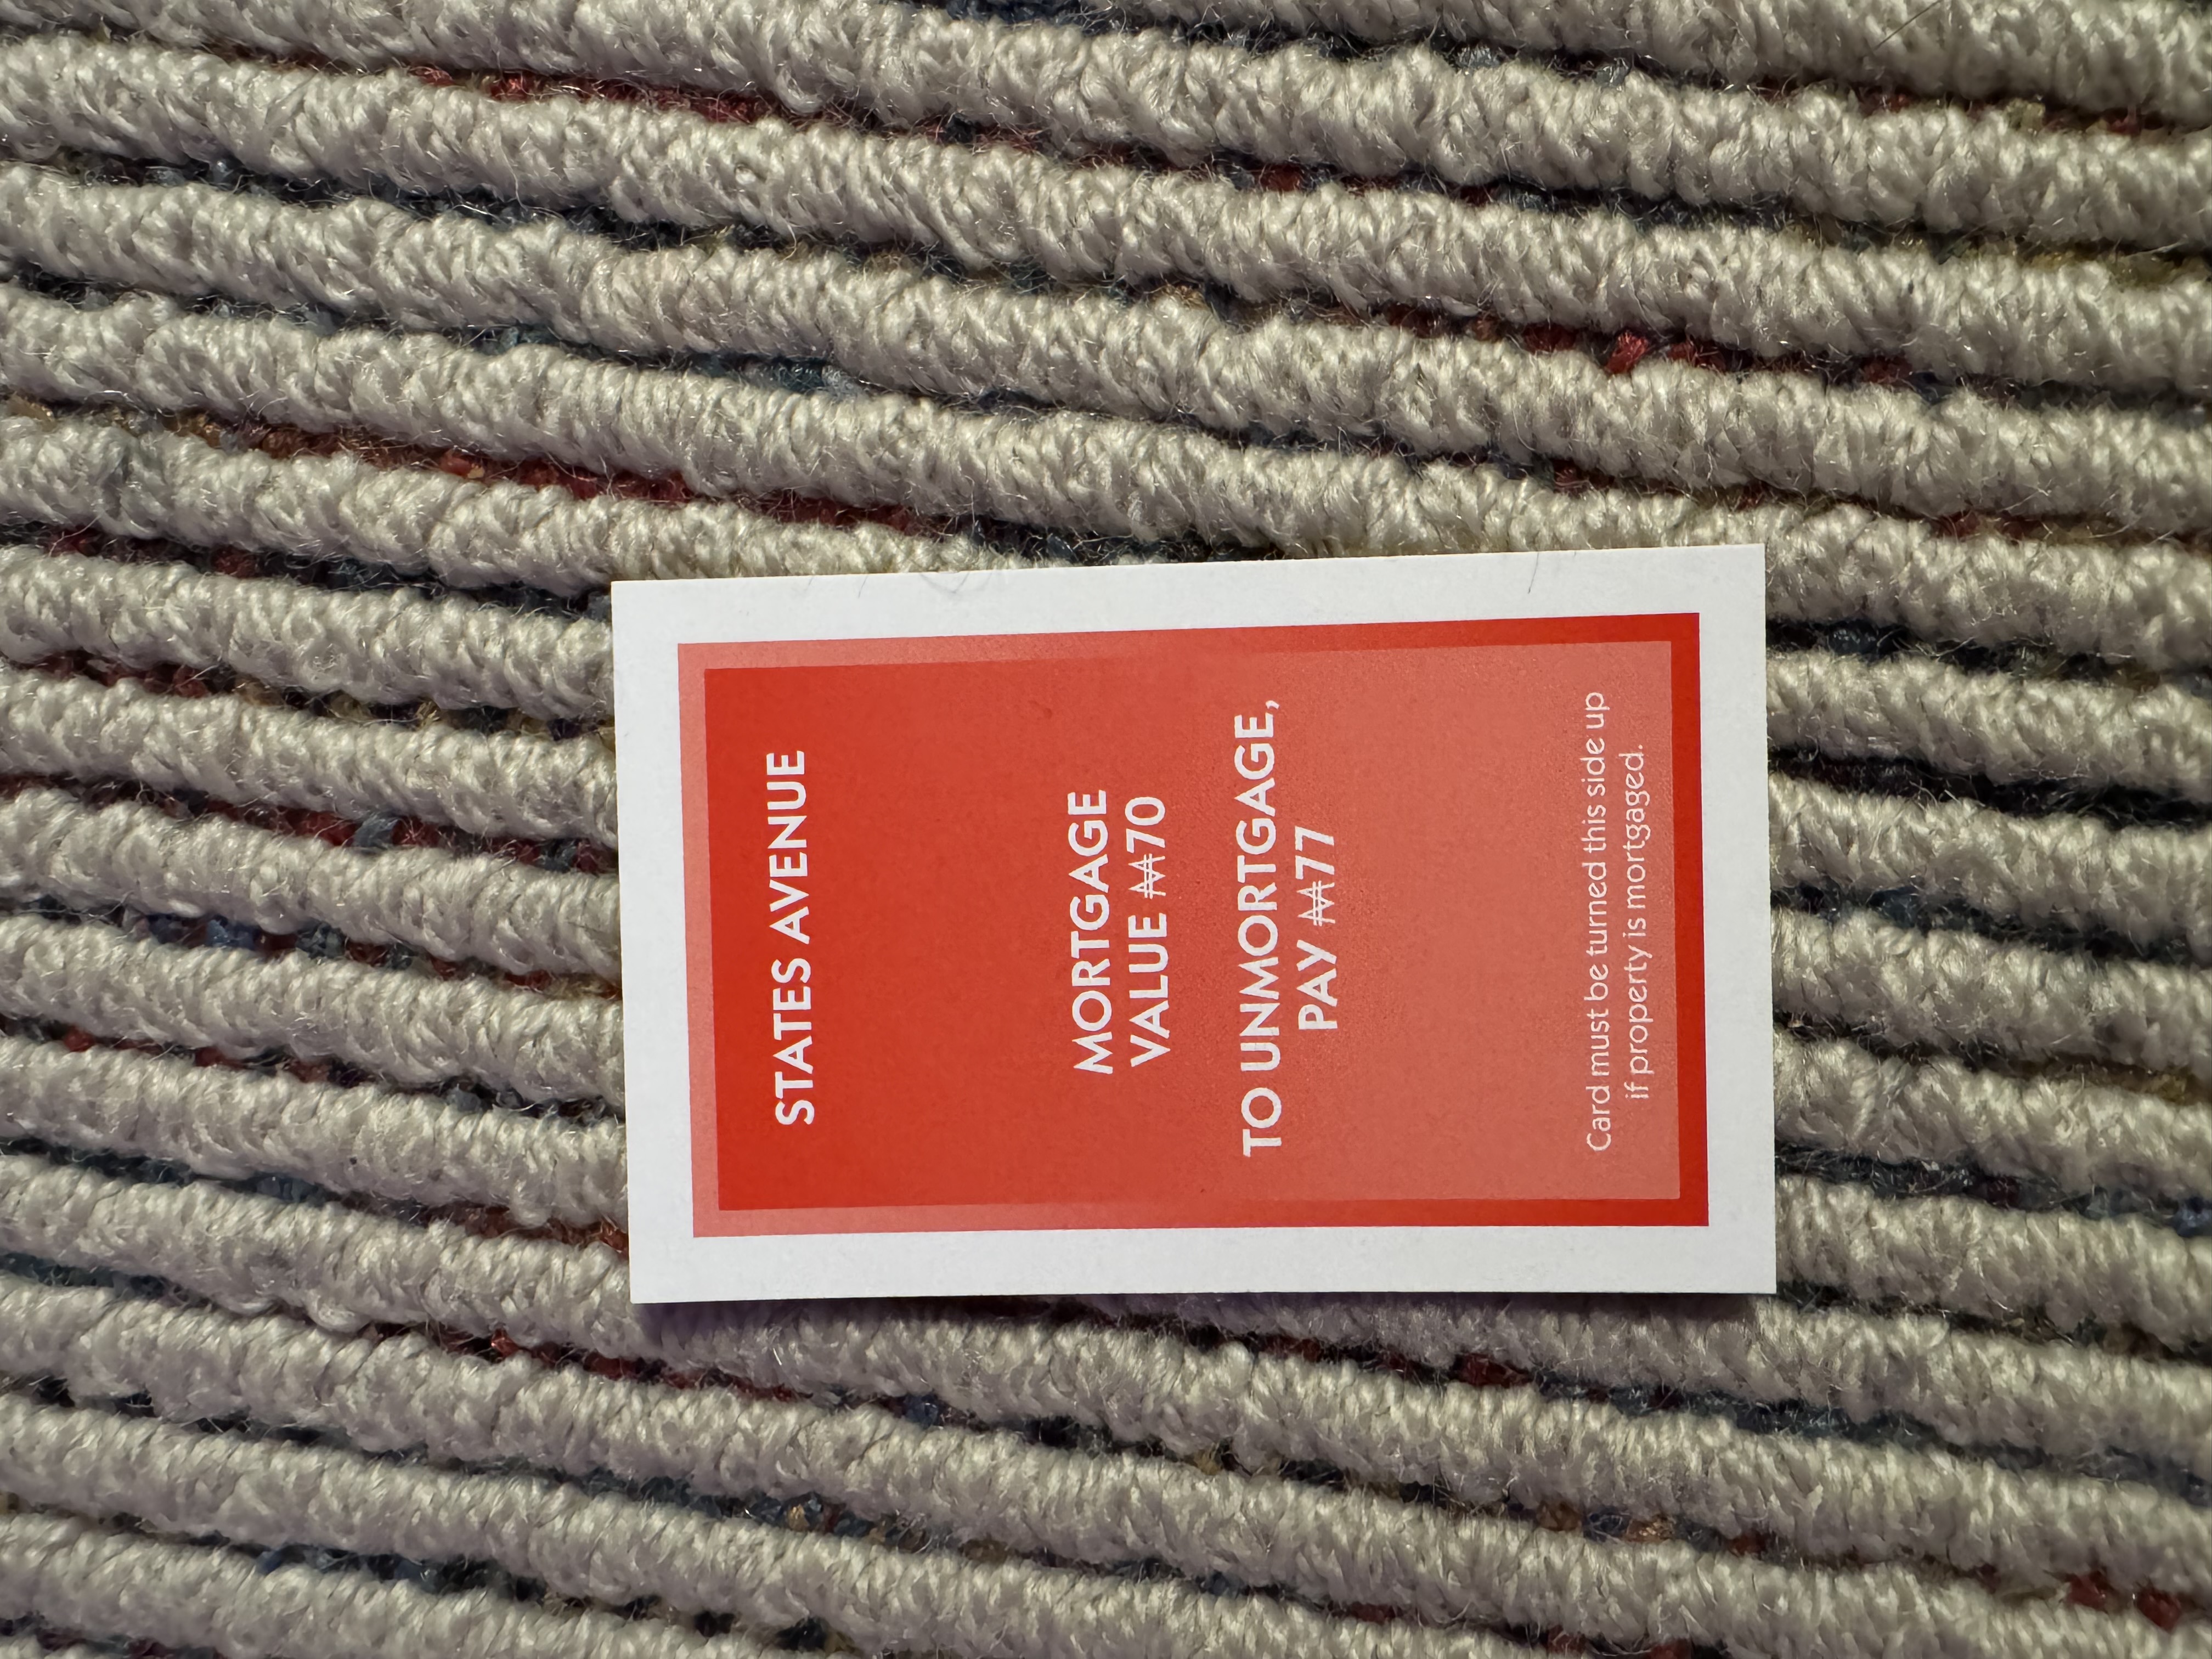 STATES AVENUE
MORTGAGE
VALUE ₩70
TO UNMORTGAGE,
PAY ₩77
Card must be turned this side up
if property is mortgaged.